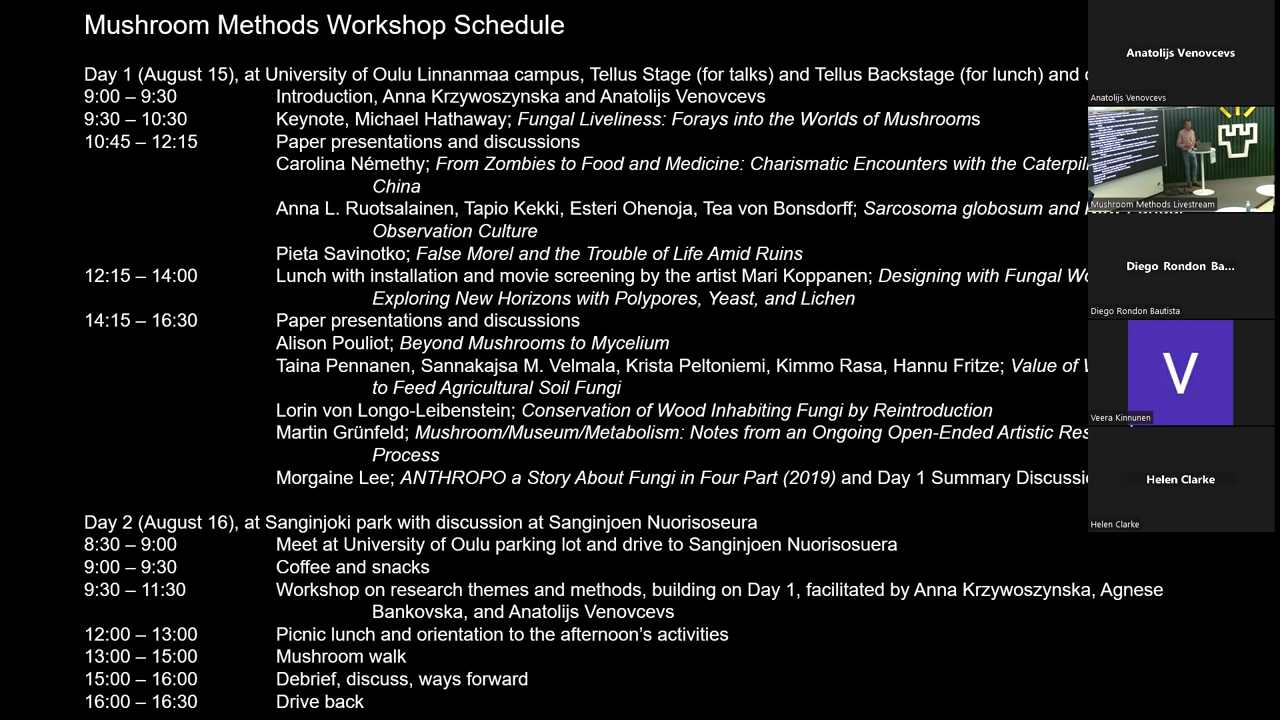 Mushroom Methods Workshop Schedule
Day 1 (August 15), at University of Oulu Linnanmaa campus, Tellus Stage (for talks) and Tellus Backstage (for lunch) and
9:00 – 9:30 Introduction, Anna Krzywoszynska and Anatolijs Venovcevs
9:30 – 10:30 Keynote, Michael Hathaway; Fungal Liveliness: Forays into the Worlds of Mushrooms
10:45 – 12:15 Paper presentations and discussions
Carolina Némethy; From Zombies to Food and Medicine: Charismatic Encounters with the
China
Anna L. Ruotsalainen, Tapio Kekki, Esteri Ohenoja, Tea von Bonsdorff; Sarcosoma globosum and
Observation Culture
Pieta Savinotko; False Morel and the Trouble of Life Amid Ruins
12:15 – 14:00 Lunch with installation and movie screening by the artist Mari Koppanen; Designing with Fungal
Exploring New Horizons with Polypores, Yeast, and Lichen
14:15 – 16:30 Paper presentations and discussions
Alison Pouliot; Beyond Mushrooms to Mycelium
Taina Pennanen, Sannakajsa M. Velmala, Krista Peltoniemi, Kimmo Rasa, Hannu Fritze; Value of
to Feed Agricultural Soil Fungi
Lorin von Longo-Leibenstein; Conservation of Wood Inhabiting Fungi by Reintroduction
Martin Grünfeld; Mushroom/Museum/Metabolism: Notes from an Ongoing Open-Ended Artistic
Process
Morgaine Lee; ANTHROPO a Story About Fungi in Four Part (2019) and Day 1 Summary
Day 2 (August 16), at Sanginjoki park with discussion at Sanginjoen Nuorisoseura
8:30 – 9:00 Meet at University of Oulu parking lot and drive to Sanginjoen Nuorisosuera
9:00 – 9:30 Coffee and snacks
9:30 – 11:30 Workshop on research themes and methods, building on Day 1, facilitated by Anna Krzywoszynska, Agnese
Bankovska, and Anatolijs Venovcevs
12:00 – 13:00 Picnic lunch and orientation to the afternoon's activities
13:00 – 15:00 Mushroom walk
15:00 – 16:00 Debrief, discuss, ways forward
16:00 – 16:30 Drive back
Anatolijs Venovcevs
Anatolijs Venovcevs
Mushroom Methods Livestream
Diego Rondon Ba...
Diego Rondon Bautista
V
Veera Kinnunen
Helen Clarke
Helen Clarke